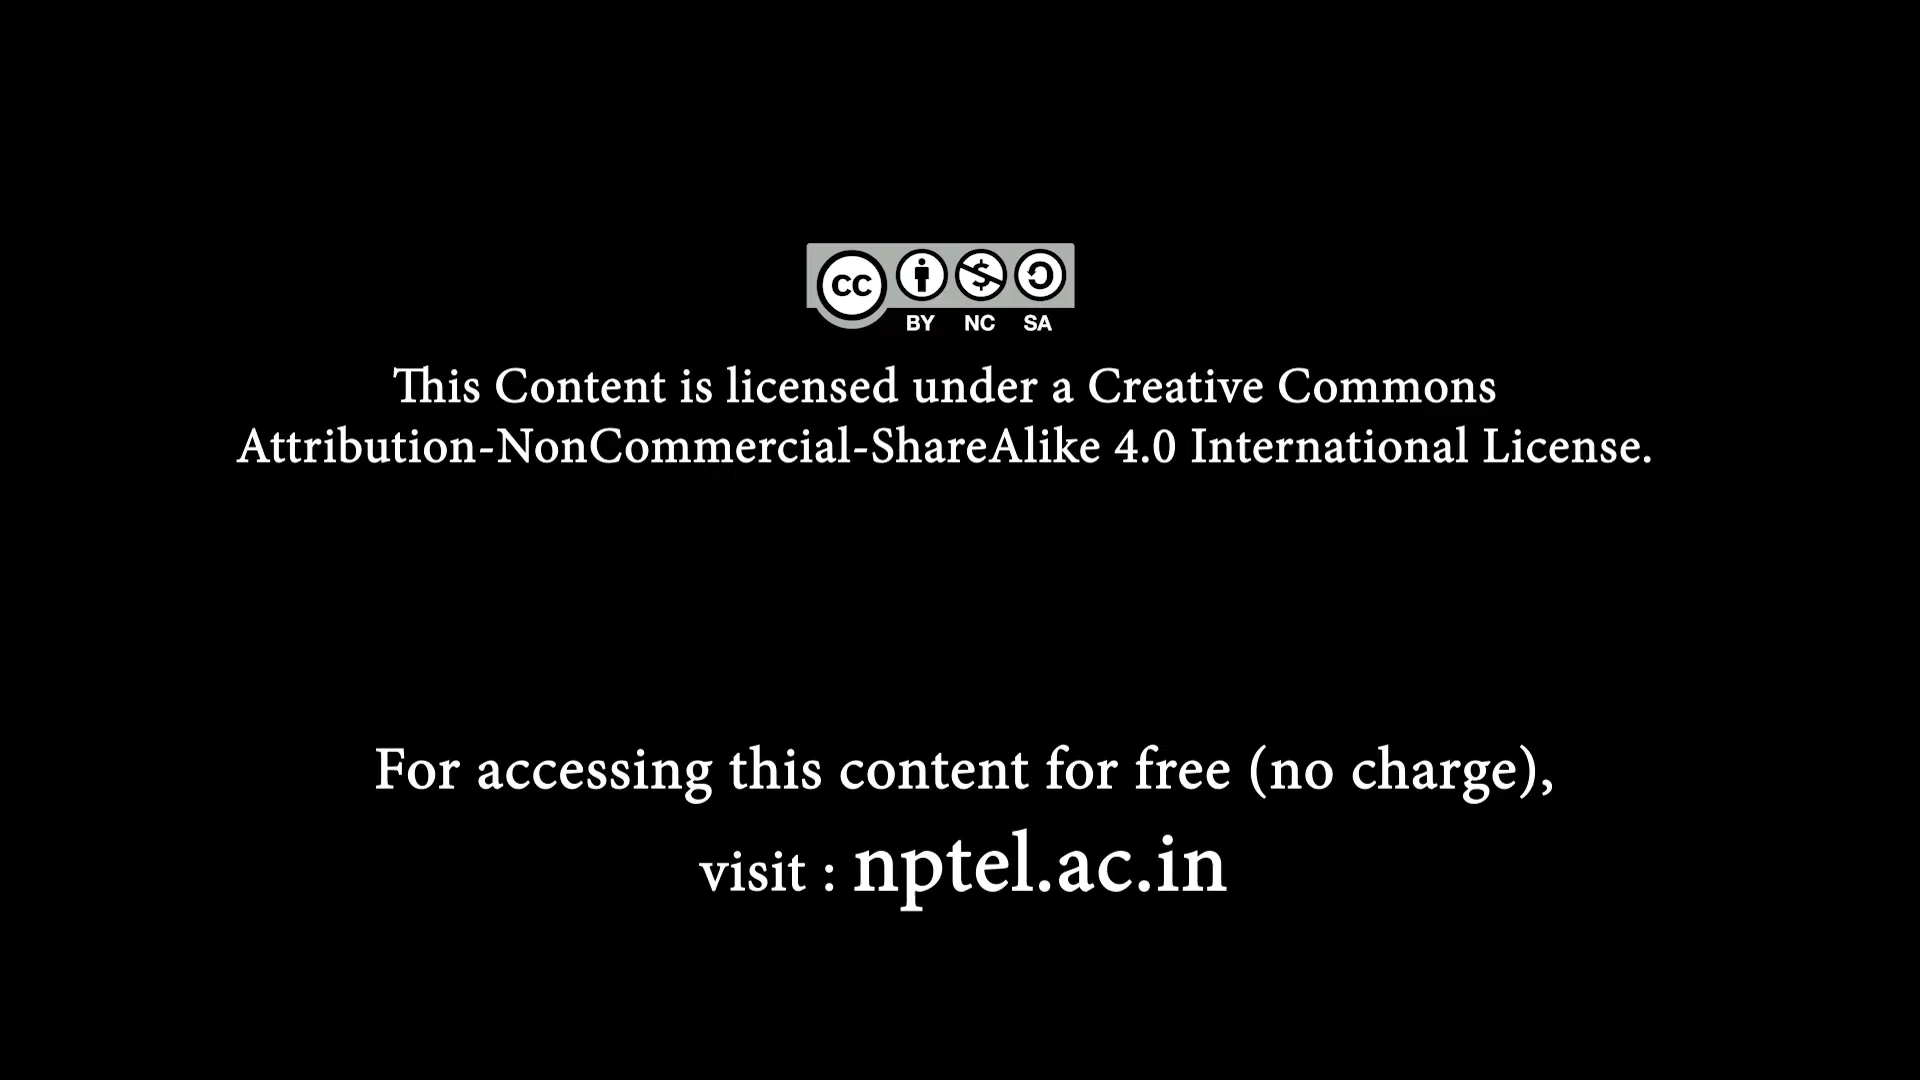 cc
BY NC SA
This Content is licensed under a Creative Commons
Attribution-NonCommercial-ShareAlike 4.0 International License.
For accessing this content for free (no charge),
visit : nptel.ac.in